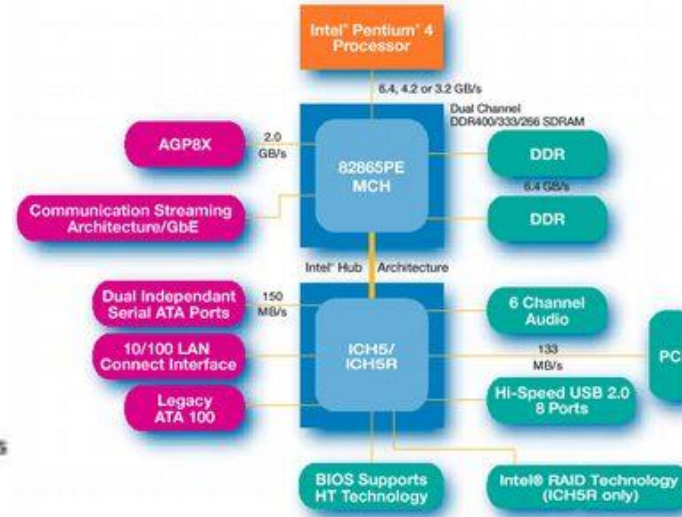 Intel® Pentium® 4
Processor
6.4, 4.2 or 3.2 GB/s
Dual Channel
DDR400/333/266 SDRAM
AGP8X
2.0
GB/s
82865PE
MCH
DDR
6.4 GB/s
DDR
Communication Streaming
Architecture/GbE
Intel® Hub Architecture
Dual Independant
Serial ATA Ports
150
MB/s
6 Channel
Audio
10/100 LAN
Connect Interface
ICH5/
ICH5R
133
MB/s
PC
Legacy
ATA 100
Hi-Speed USB 2.0
8 Ports
BIOS Supports
HT Technology
Intel® RAID Technology
(ICH5R only)